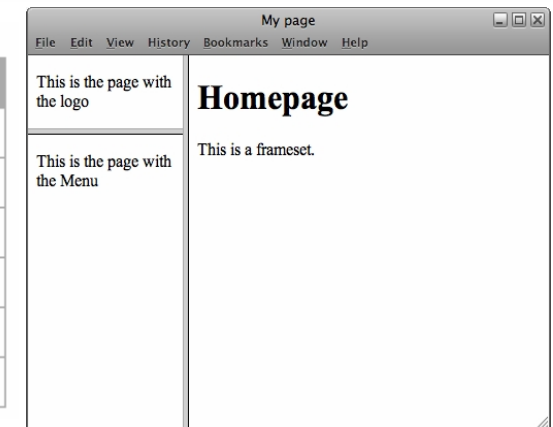 My page
File Edit View History Bookmarks Window Help
This is the page with
the logo
This is the page with
the Menu
Homepage
This is a frameset.